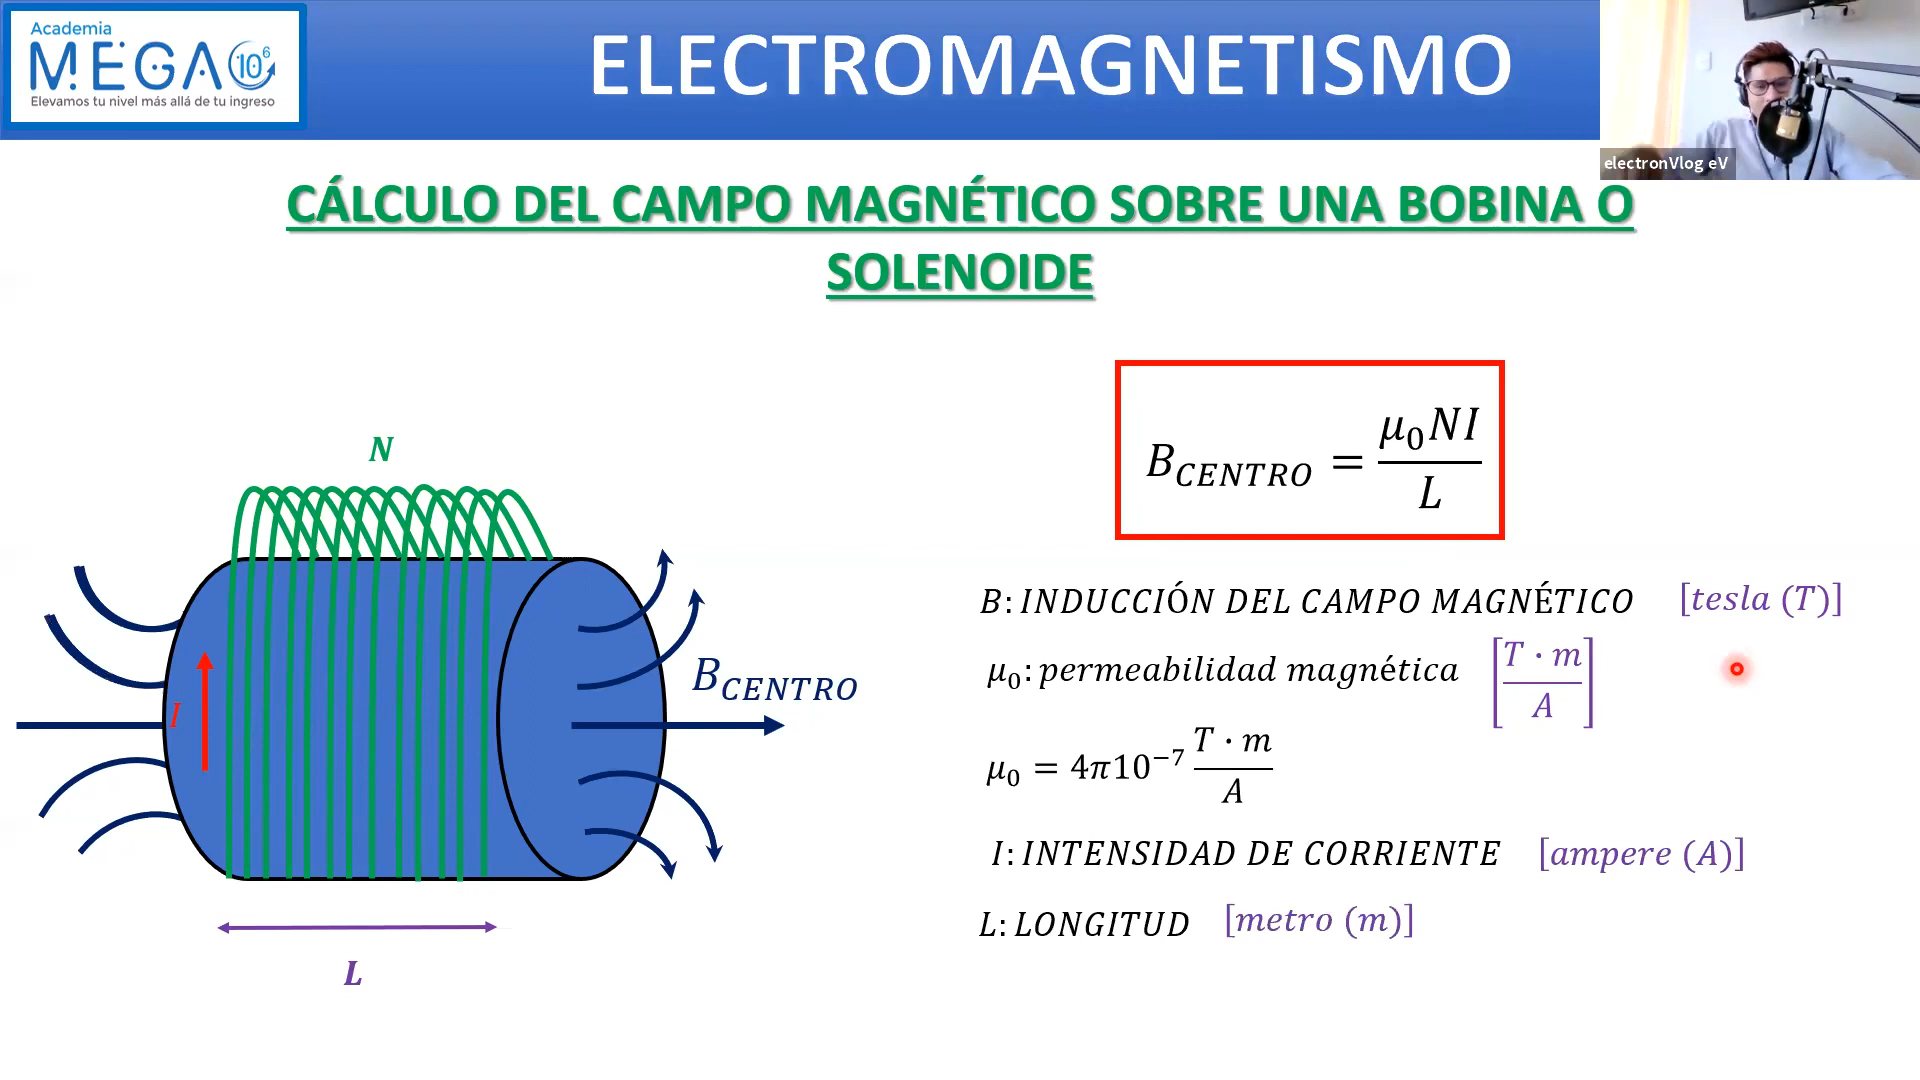 Academia
MEGA 10⁶
Elevamos tu nivel más allá de tu ingreso
ELECTROMAGNETISMO
electronVlog eV
CÁLCULO DEL CAMPO MAGNÉTICO SOBRE UNA BOBINA O
SOLENOIDE
N
I
B_CENTRO
L
B_CENTRO = μ₀NI / L
B: INDUCCIÓN DEL CAMPO MAGNÉTICO [tesla (T)]
μ₀: permeabilidad magnética [T · m / A]
μ₀ = 4π10⁻⁷ T · m / A
I: INTENSIDAD DE CORRIENTE [ampere (A)]
L: LONGITUD [metro (m)]